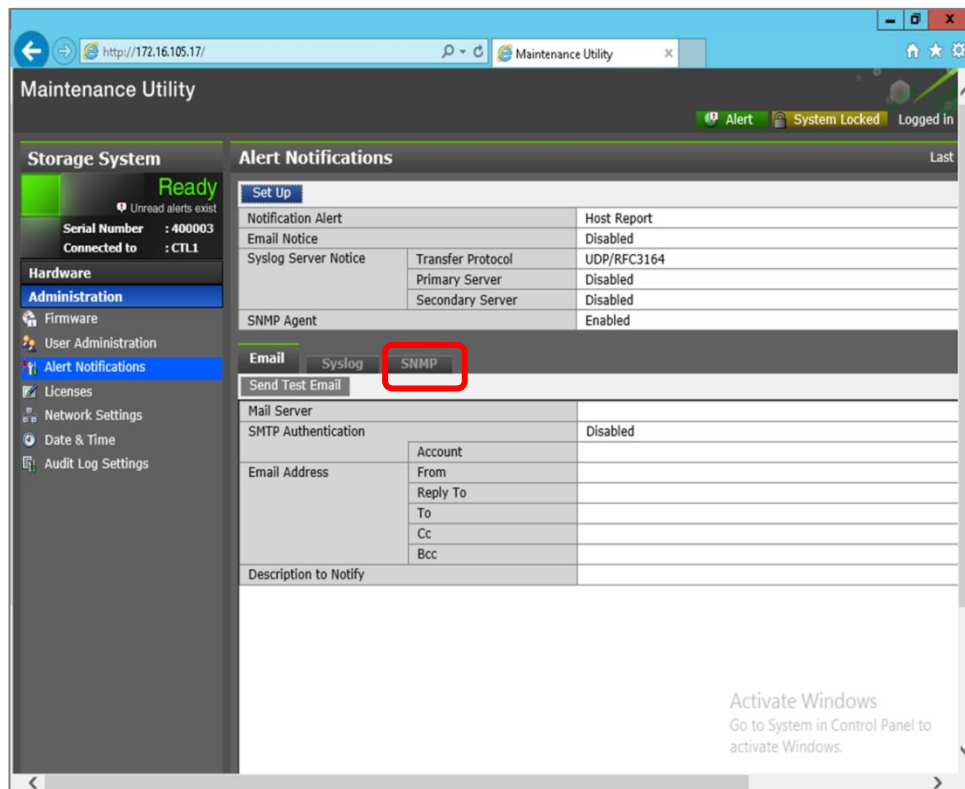 http://172.16.105.17/
Maintenance Utility
Maintenance Utility
Alert System Locked Logged in
Storage System
Ready
Unread alerts exist
Serial Number : 400003
Connected to : CTL1
Hardware
Administration
Firmware
User Administration
Alert Notifications
Licenses
Network Settings
Date & Time
Audit Log Settings
Alert Notifications Last
Set Up
Notification Alert Host Report
Email Notice Disabled
Syslog Server Notice Transfer Protocol UDP/RFC3164
Primary Server Disabled
Secondary Server Disabled
SNMP Agent Enabled
Email Syslog SNMP
Send Test Email
Mail Server
SMTP Authentication Disabled
Account
Email Address From
Reply To
To
Cc
Bcc
Description to Notify
Activate Windows
Go to System in Control Panel to
activate Windows.